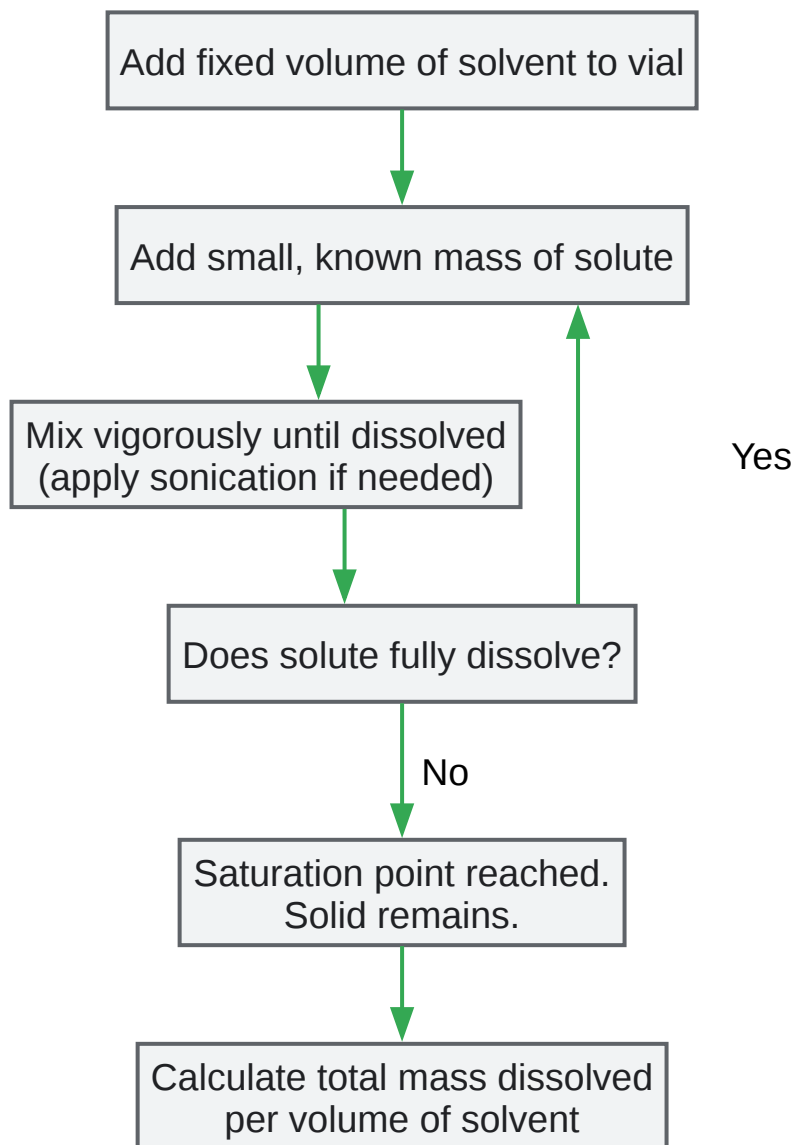 Add fixed volume of solvent to vial
Add small, known mass of solute
Mix vigorously until dissolved
(apply sonication if needed)
Yes
Does solute fully dissolve?
No
Saturation point reached.
Solid remains.
Calculate total mass dissolved
per volume of solvent